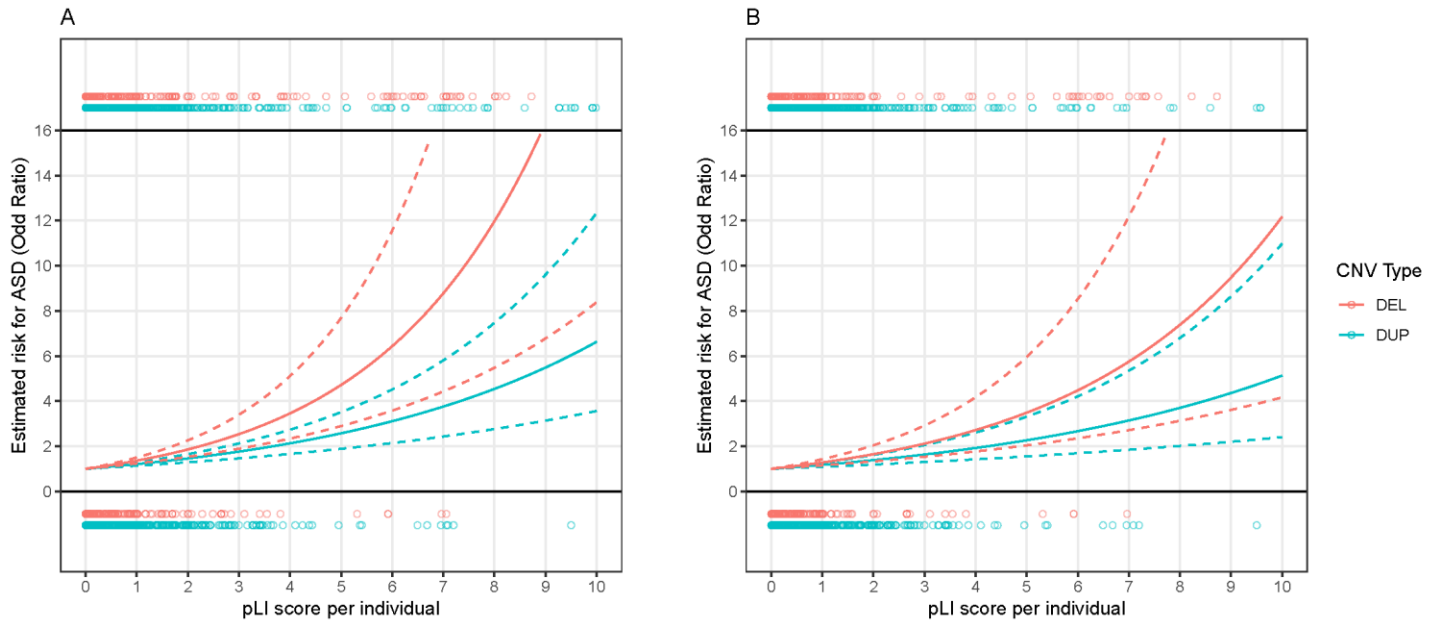 A
Estimated risk for ASD (Odd Ratio)
16
14
12
10
8
6
4
2
0
0 1 2 3 4 5 6 7 8 9 10
pLI score per individual
B
Estimated risk for ASD (Odd Ratio)
16
14
12
10
8
6
4
2
0
0 1 2 3 4 5 6 7 8 9 10
pLI score per individual
CNV Type
DEL
DUP